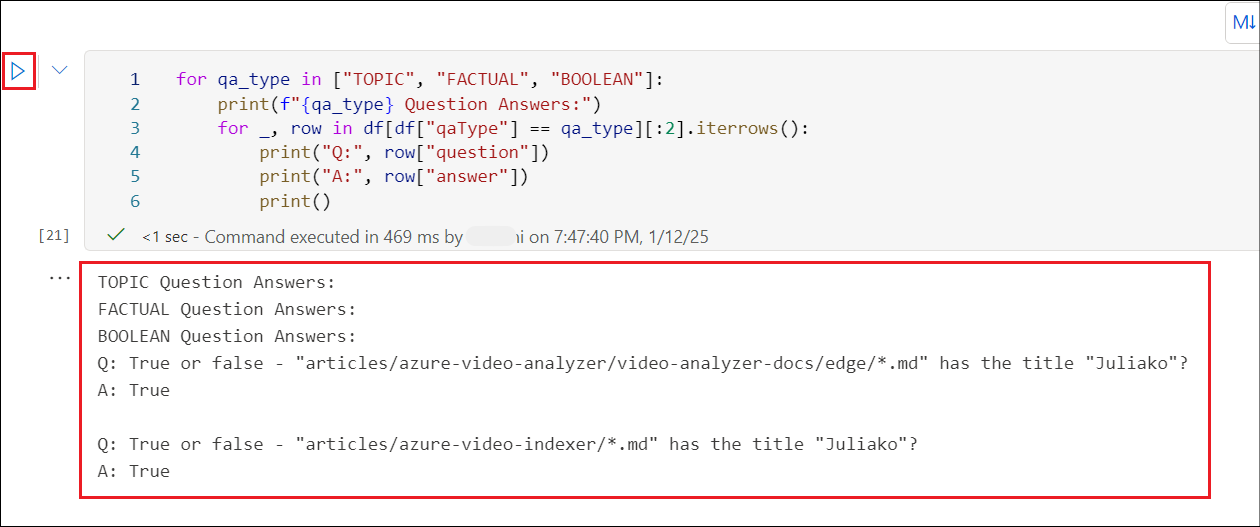 M↓
1 for qa_type in ["TOPIC", "FACTUAL", "BOOLEAN"]:
2     print(f"{qa_type} Question Answers:")
3     for _, row in df[df["qaType"] == qa_type][:2].iterrows():
4         print("Q:", row["question"])
5         print("A:", row["answer"])
6         print()
[21] <1 sec - Command executed in 469 ms by on 7:47:40 PM, 1/12/25
...
TOPIC Question Answers:
FACTUAL Question Answers:
BOOLEAN Question Answers:
Q: True or false - "articles/azure-video-analyzer/video-analyzer-docs/edge/*.md" has the title "Juliako"?
A: True
Q: True or false - "articles/azure-video-indexer/*.md" has the title "Juliako"?
A: True